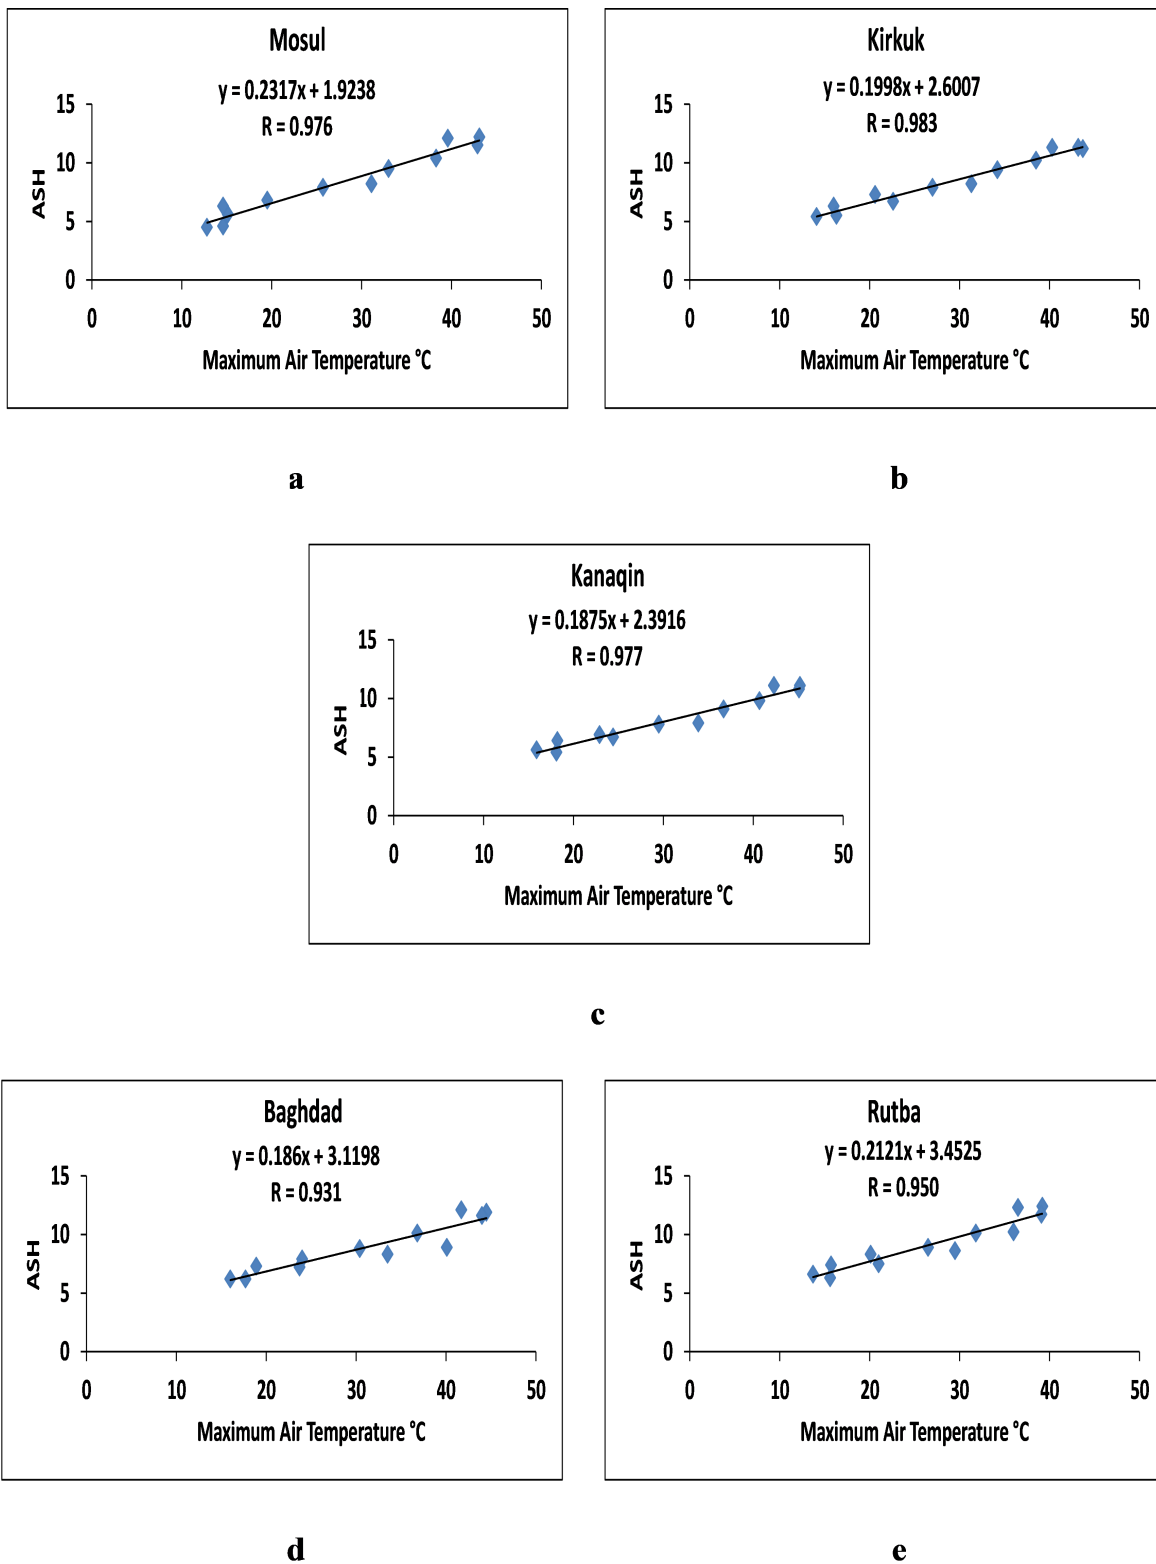 Mosul
y = 0.2317x + 1.9238
R = 0.976
15
10
5
0
ASH
0 10 20 30 40 50
Maximum Air Temperature °C
a
Kirkuk
y = 0.1998x + 2.6007
R = 0.983
15
10
5
0
ASH
0 10 20 30 40 50
Maximum Air Temperature °C
b
Kanaqin
y = 0.1875x + 2.3916
R = 0.977
15
10
5
0
ASH
0 10 20 30 40 50
Maximum Air Temperature °C
c
Baghdad
y = 0.186x + 3.1198
R = 0.931
15
10
5
0
ASH
0 10 20 30 40 50
Maximum Air Temperature °C
d
Rutba
y = 0.2121x + 3.4525
R = 0.950
15
10
5
0
ASH
0 10 20 30 40 50
Maximum Air Temperature °C
e